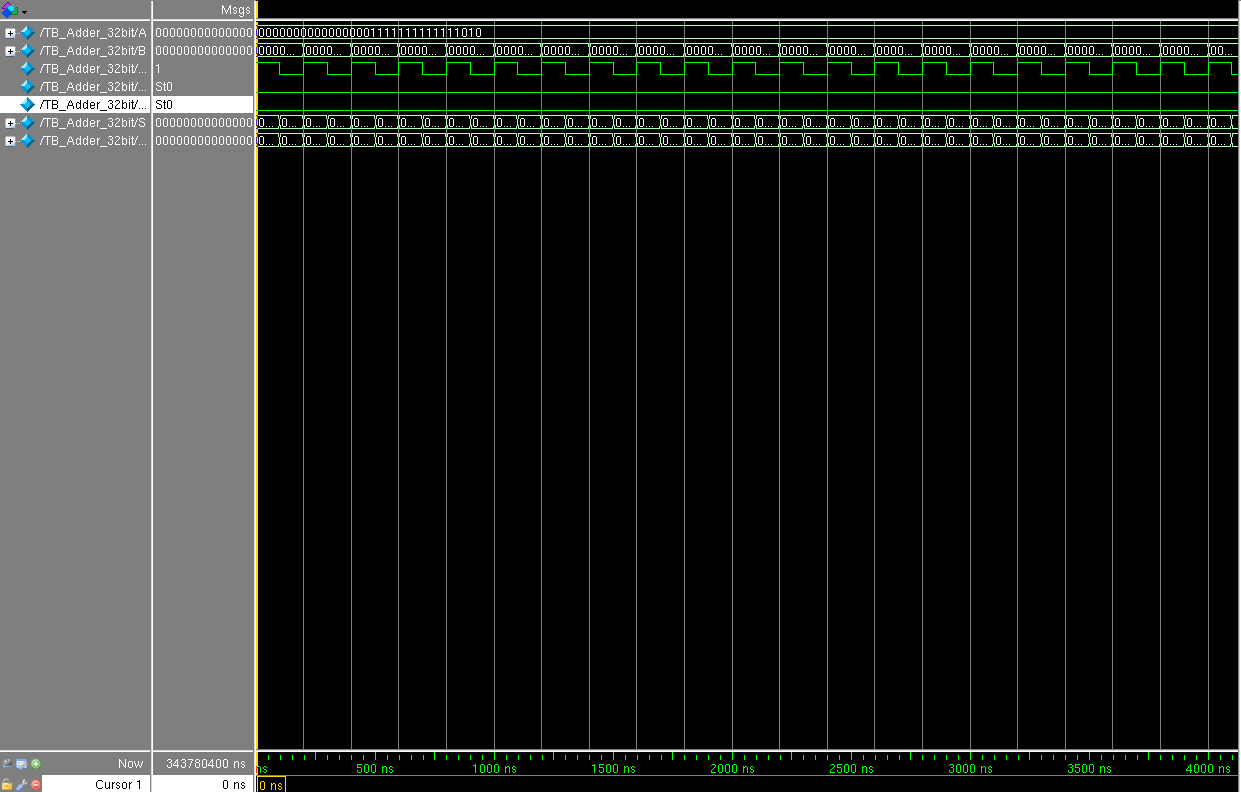 Msgs
/TB_Adder_32bit/A 00000000000000 00000000000000001111111111111010
/TB_Adder_32bit/B 00000000000000 0000... 0000... 0000... 0000... 0000... 0000... 0000... 0000... 0000... 0000... 0000... 0000... 0000... 0000... 0000... 0000... 0000... 0000... 0000... 0000... 00...
/TB_Adder_32bit/... 1
/TB_Adder_32bit/... St0
/TB_Adder_32bit/... St0
/TB_Adder_32bit/S 00000000000000 0... 0... 0... 0... 0... 0... 0... 0... 0... 0... 0... 0... 0... 0... 0... 0... 0... 0... 0... 0... 0... 0... 0... 0... 0... 0... 0... 0... 0... 0... 0... 0... 0... 0... 0... 0... 0... 0... 0... 0... 0...
/TB_Adder_32bit/... 00000000000000 0... 0... 0... 0... 0... 0... 0... 0... 0... 0... 0... 0... 0... 0... 0... 0... 0... 0... 0... 0... 0... 0... 0... 0... 0... 0... 0... 0... 0... 0... 0... 0... 0... 0... 0... 0... 0... 0... 0... 0... 0...
Now 343780400 ns ns 500 ns 1000 ns 1500 ns 2000 ns 2500 ns 3000 ns 3500 ns 4000 ns
Cursor 1 0 ns 0 ns